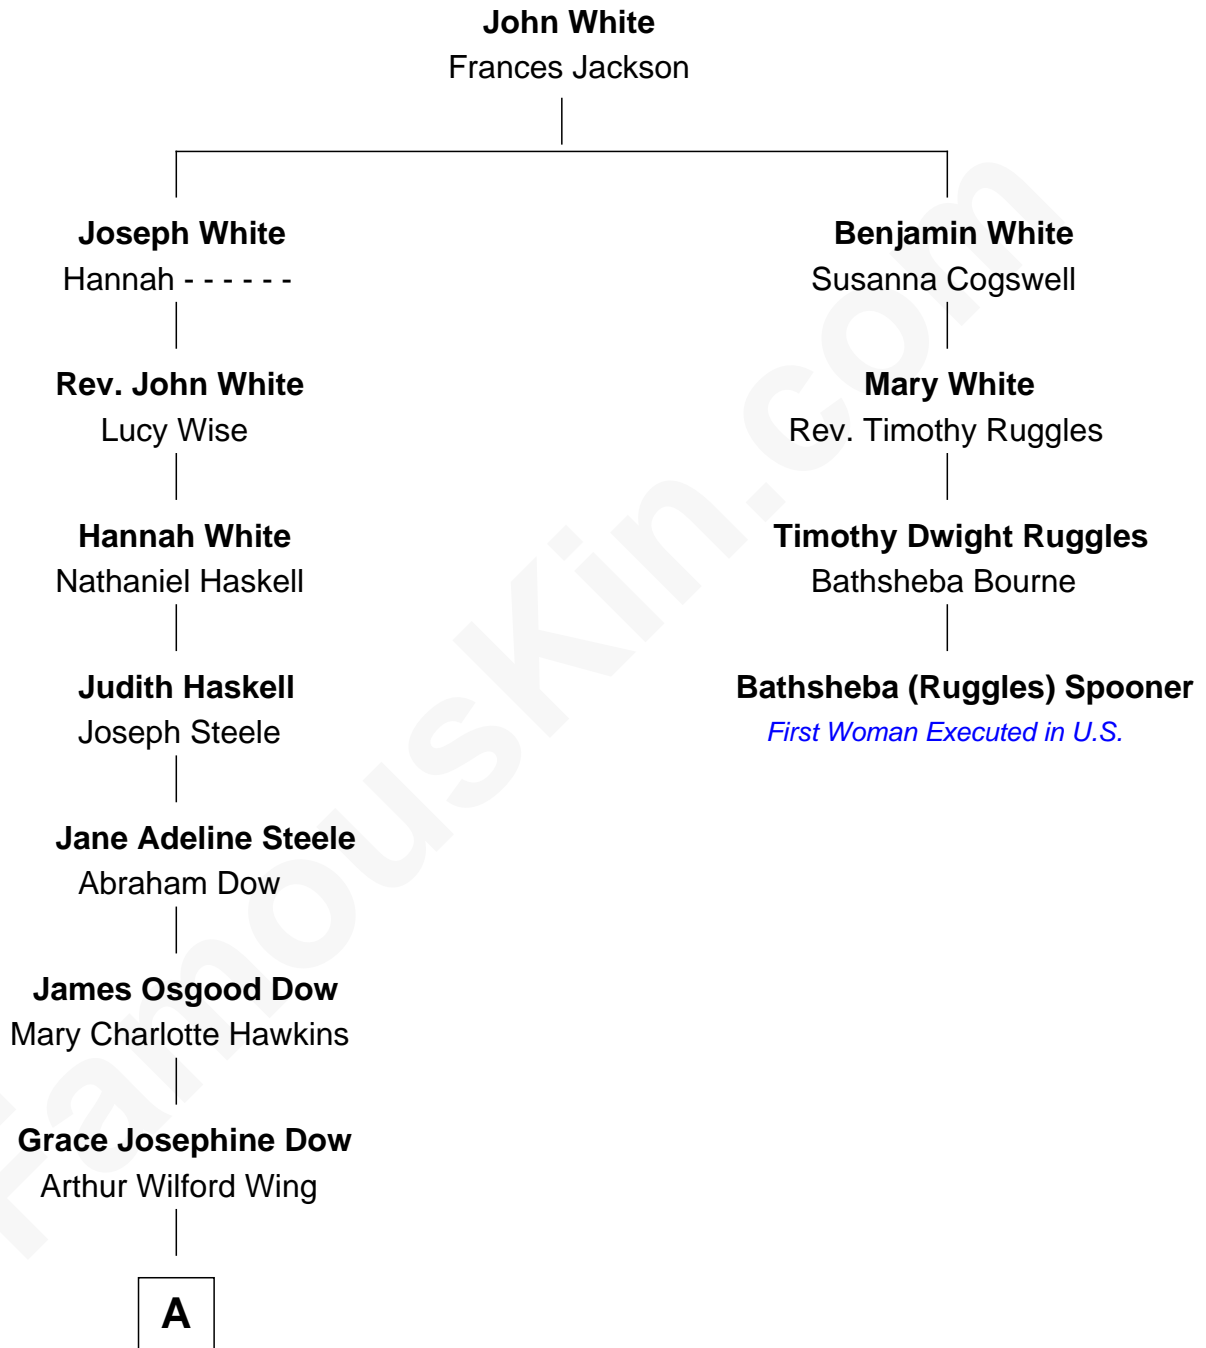 John White
Frances Jackson
Joseph White
Hannah - - - - - -
Benjamin White
Susanna Cogswell
Rev. John White
Lucy Wise
Mary White
Rev. Timothy Ruggles
Hannah White
Nathaniel Haskell
Timothy Dwight Ruggles
Bathsheba Bourne
Judith Haskell
Joseph Steele
Bathsheba (Ruggles) Spooner
First Woman Executed in U.S.
Jane Adeline Steele
Abraham Dow
James Osgood Dow
Mary Charlotte Hawkins
Grace Josephine Dow
Arthur Wilford Wing
A
FamousKin.com